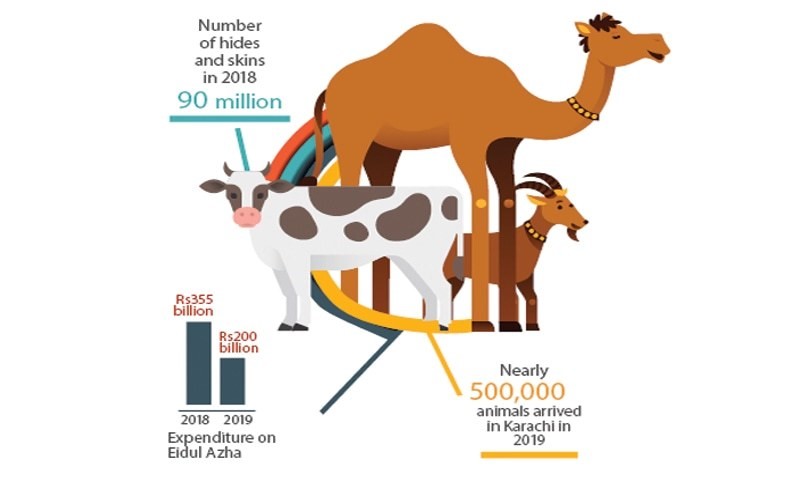 Number
of hides
and skins
in 2018
90 million
Rs355
billion
Rs200
billion
2018 2019
Expenditure on
Eidul Azha
Nearly
500,000
animals arrived
in Karachi in
2019